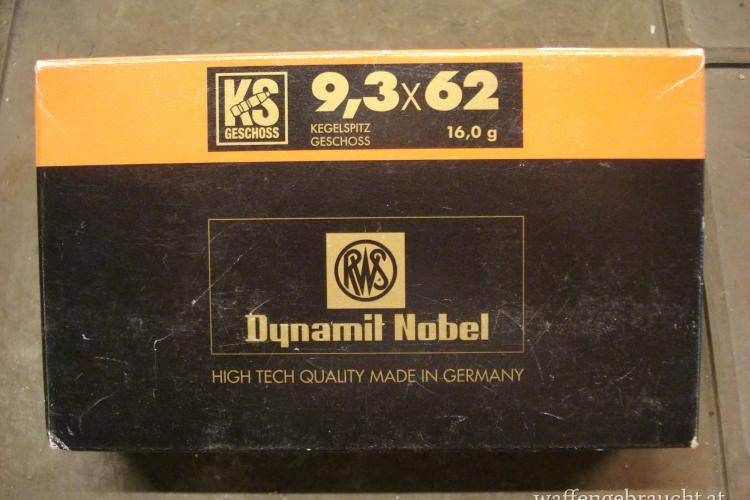 KS
GESCHOSS
9,3x62
KEGELSPITZ
GESCHOSS
16,0 g
RWS
Dynamit Nobel
HIGH TECH QUALITY MADE IN GERMANY
waffengebraucht.at